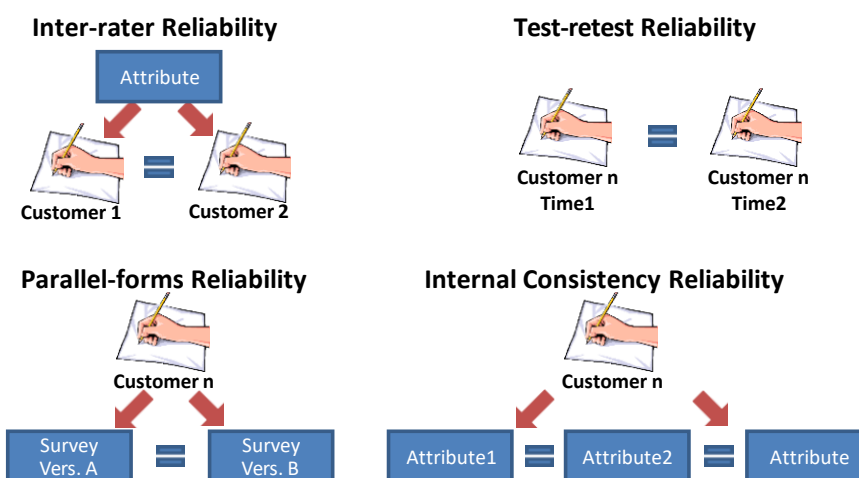 Inter-rater Reliability
Attribute
Customer 1
Customer 2
Test-retest Reliability
Customer n
Time1
Customer n
Time2
Parallel-forms Reliability
Customer n
Survey
Vers. A
Survey
Vers. B
Internal Consistency Reliability
Customer n
Attribute1
Attribute2
Attribute